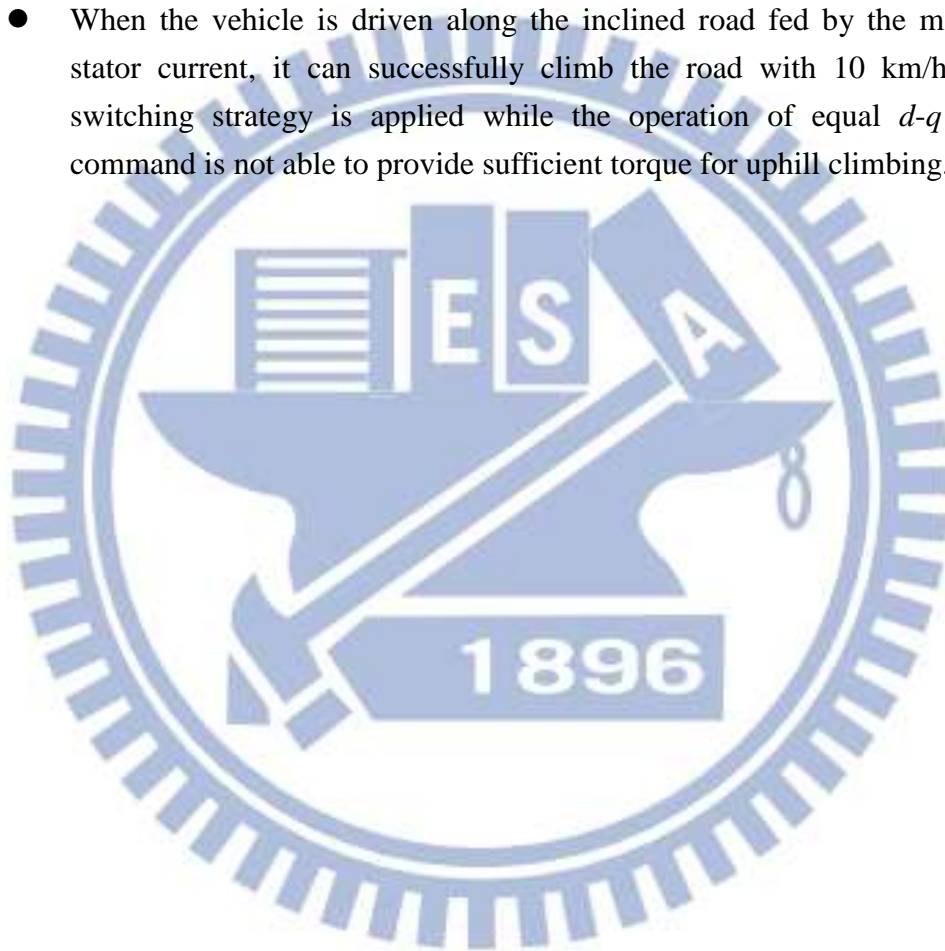 ● When the vehicle is driven along the inclined road fed by the
stator current, it can successfully climb the road with 10 km/h
switching strategy is applied while the operation of equal d-q
command is not able to provide sufficient torque for uphill climbing.
E S A
1896